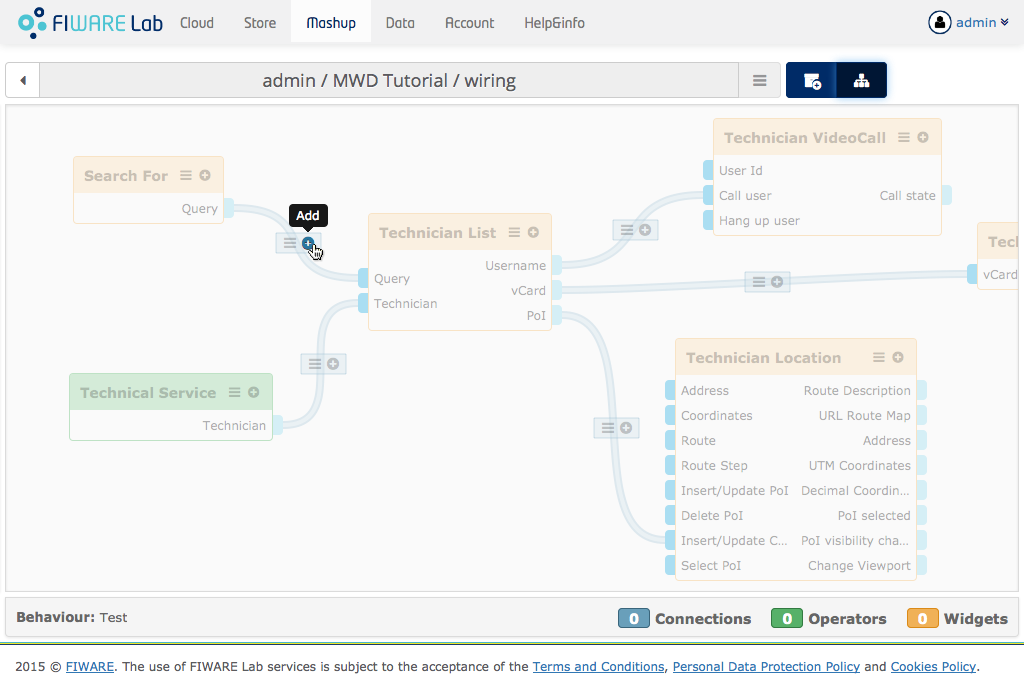 FIWARE Lab Cloud Store Mashup Data Account Help&info admin
admin / MWD Tutorial / wiring
Technician VideoCall
User Id
Call user Call state
Hang up user
Search For
Query
Add
Technician List
Username
Query
vCard
Technician
PoI
Tech
vCard
Technical Service
Technician
Technician Location
Address Route Description
Coordinates URL Route Map
Route Address
Route Step UTM Coordinates
Insert/Update PoI Decimal Coordin...
Delete PoI PoI selected
Insert/Update C... PoI visibility cha...
Select PoI Change Viewport
Behaviour: Test 0 Connections 0 Operators 0 Widgets
2015 © FIWARE. The use of FIWARE Lab services is subject to the acceptance of the Terms and Conditions, Personal Data Protection Policy and Cookies Policy.